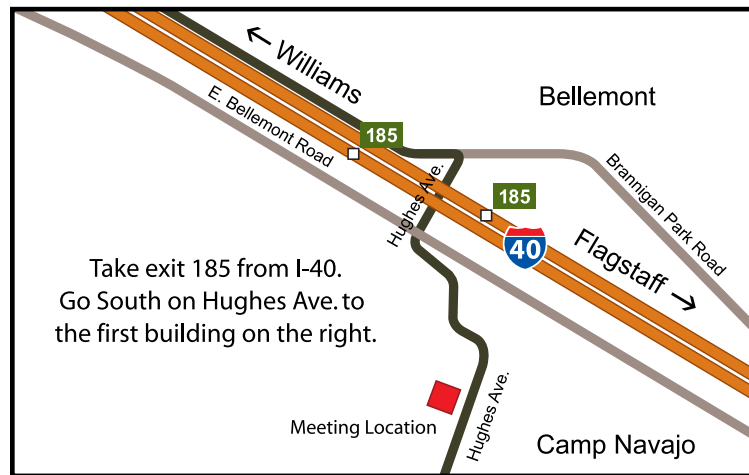 ← Williams
Bellemont
E. Bellemont Road
185
Hughes Ave.
185
Brannigan Park Road
40
Flagstaff →
Take exit 185 from I-40.
Go South on Hughes Ave. to
the first building on the right.
Hughes Ave.
Meeting Location
Camp Navajo